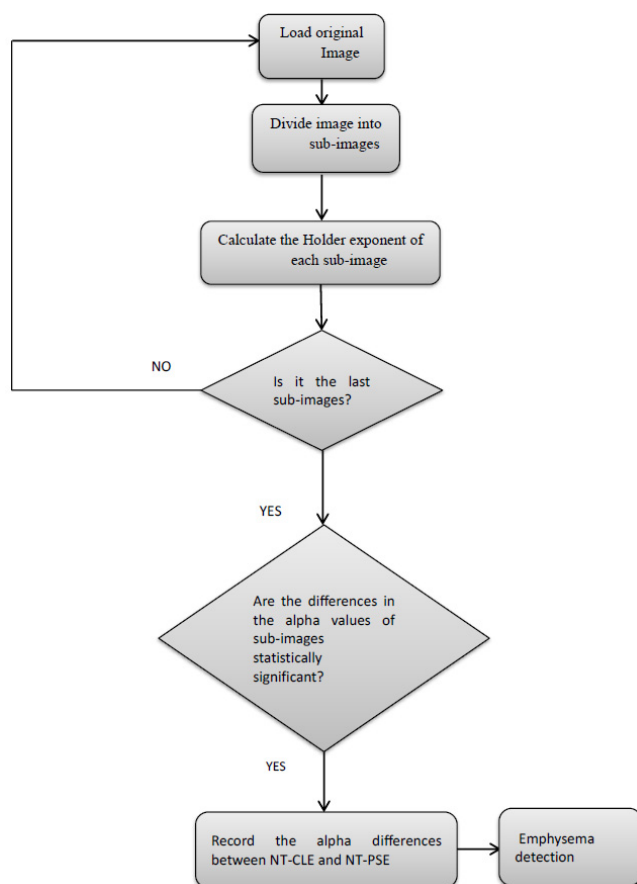 Load original
Image
Divide image into
sub-images
Calculate the Holder exponent of
each sub-image
NO
Is it the last
sub-images?
YES
Are the differences in
the alpha values of
sub-images
statistically
significant?
YES
Record the alpha differences
between NT-CLE and NT-PSE
Emphysema
detection